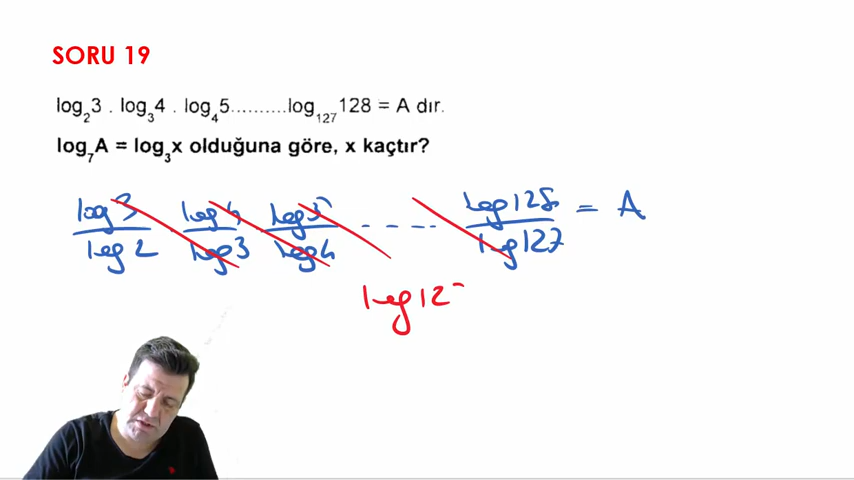 SORU 19
log₂3 . log₃4 . log₄5..........log₁₂₇128 = A dır.
log₇A = log₃x olduğuna göre, x kaçtır?
log3 log4 log5 .... log128 = A
log2 log3 log4 log127
log12